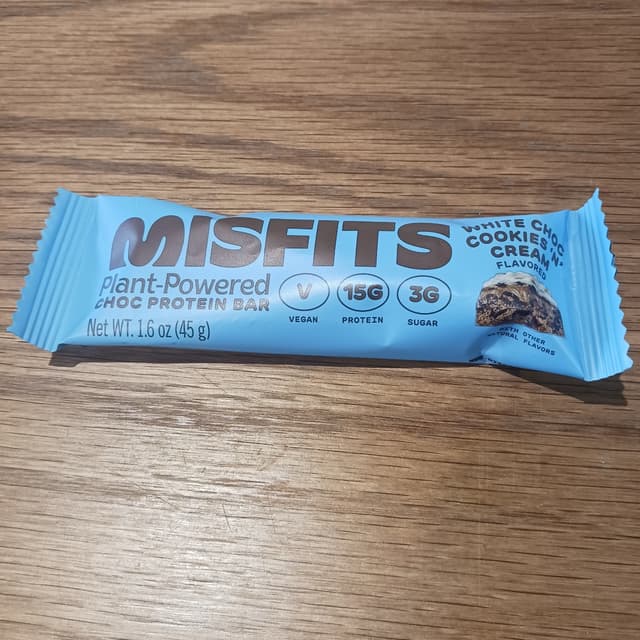 MISFITS
Plant-Powered
CHOC PROTEIN BAR
Net WT. 1.6 oz (45 g)
V
VEGAN
15G
PROTEIN
3G
SUGAR
WHITE CHOC
COOKIES 'N'
CREAM
FLAVORED
WITH OTHER
NATURAL FLAVORS